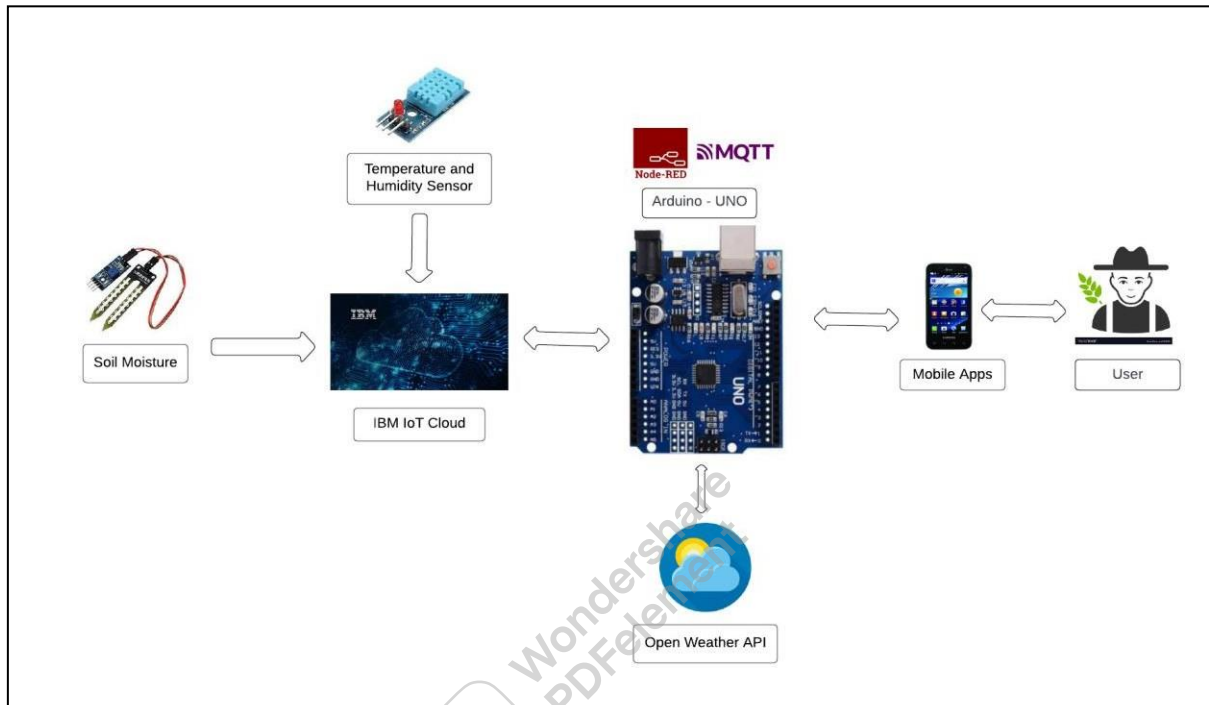 Temperature and
Humidity Sensor
Node-RED
MQTT
Arduino - UNO
Soil Moisture
IBM
IBM IoT Cloud
UNO
Mobile Apps
User
Open Weather API
Wondershare
PDFelement